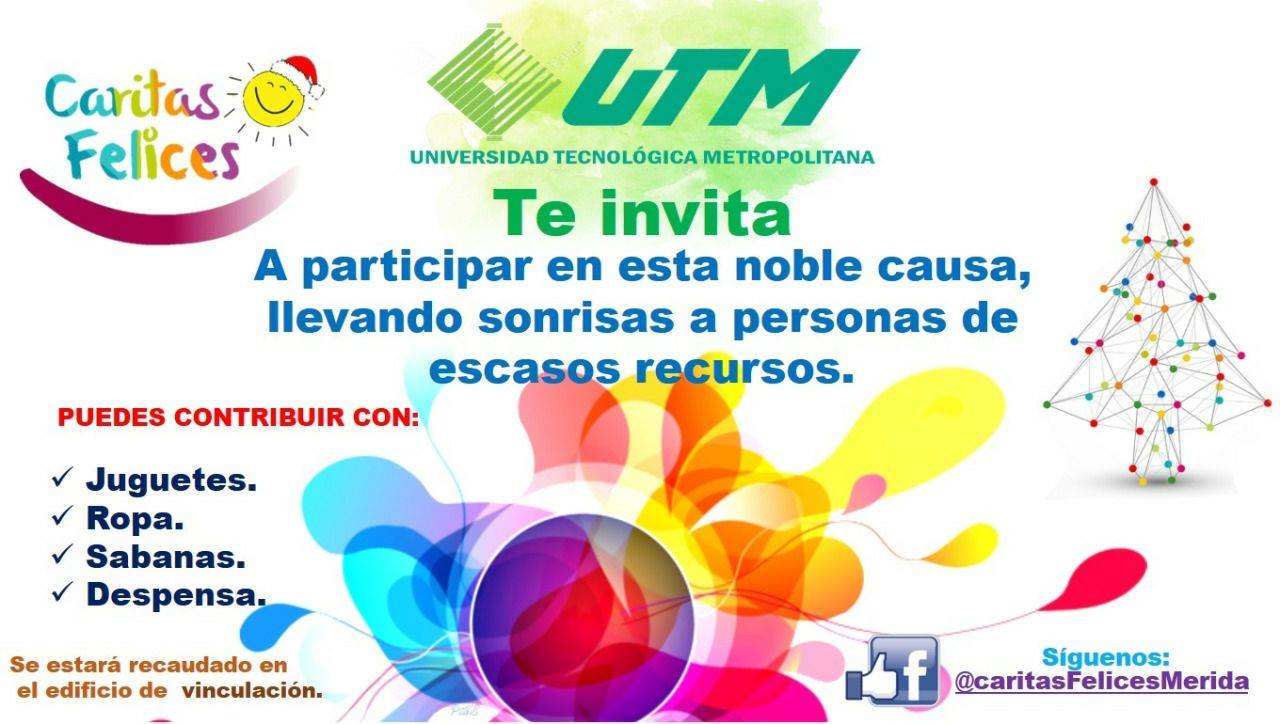 Caritas
Felices
UTM
UNIVERSIDAD TECNOLÓGICA METROPOLITANA
Te invita
A participar en esta noble causa,
llevando sonrisas a personas de
escasos recursos.
PUEDES CONTRIBUIR CON:
✓ Juguetes.
✓ Ropa.
✓ Sabanas.
✓ Despensa.
Se estará recaudado en
el edificio de vinculación.
f
Síguenos:
@caritasFelicesMerida